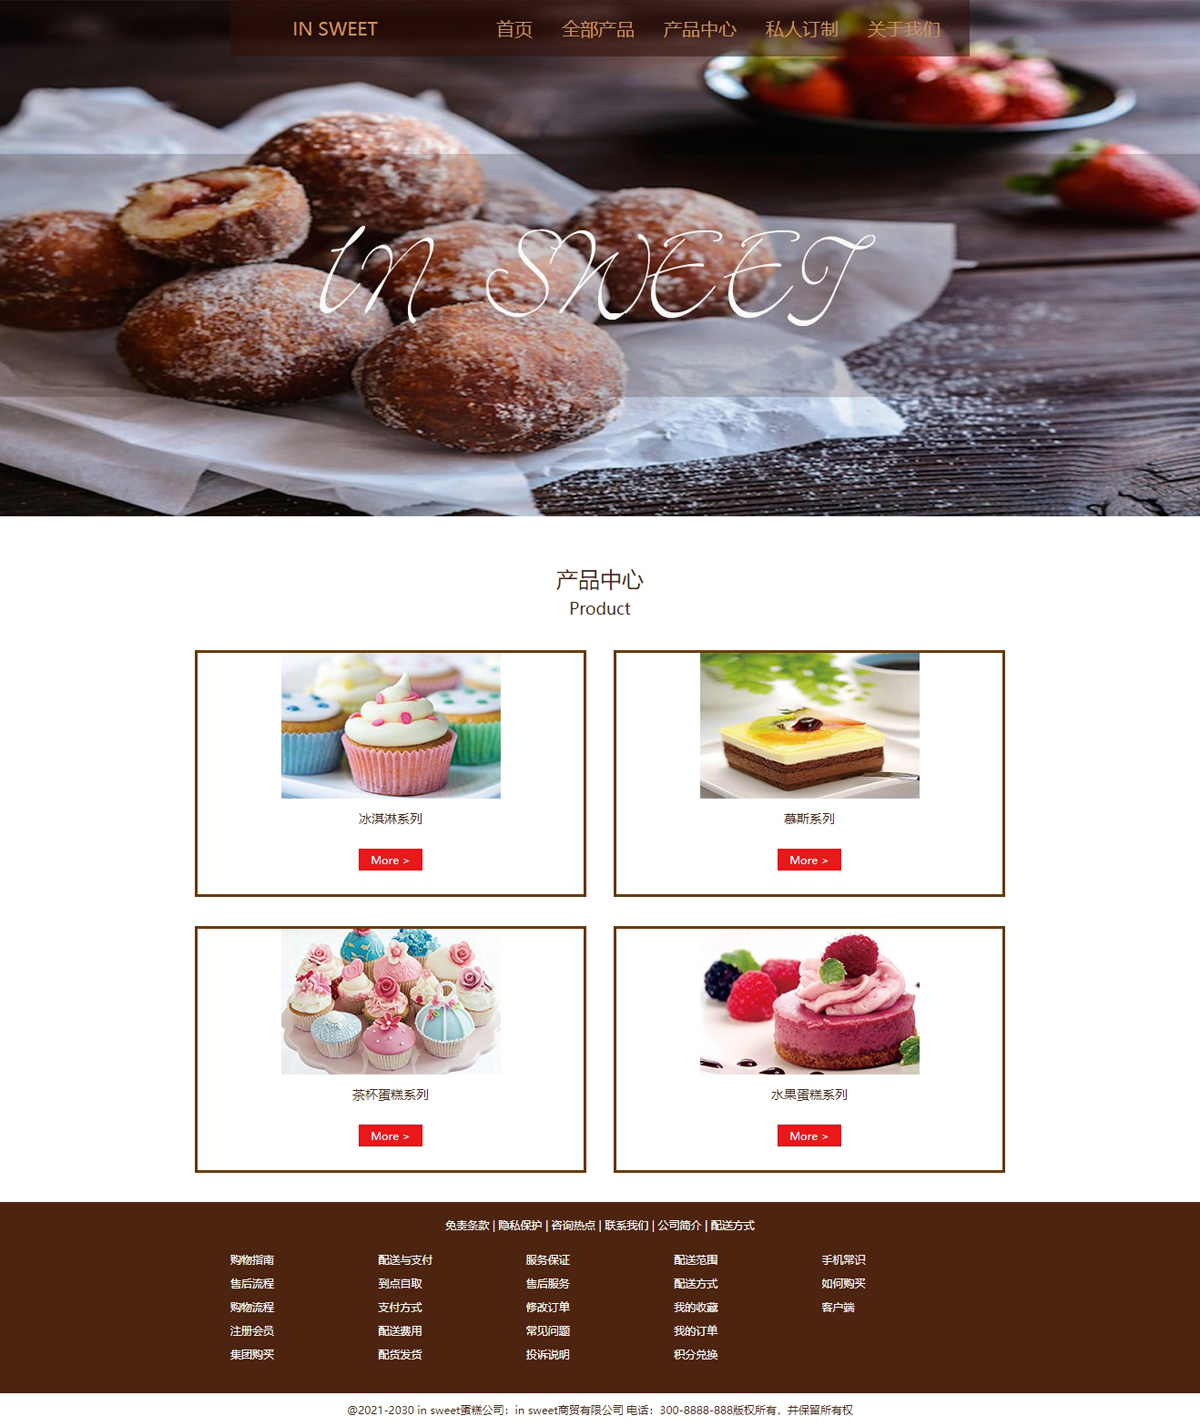 IN SWEET 首页 全部产品 产品中心 私人订制 关于我们
IN SWEET
产品中心
Product
冰淇淋系列
More >
慕斯系列
More >
茶杯蛋糕系列
More >
水果蛋糕系列
More >
免责条款 | 隐私保护 | 咨询热点 | 联系我们 | 公司简介 | 配送方式
购物指南 配送与支付 服务保证 配送范围 手机常识
售后流程 到点自取 售后服务 配送方式 如何购买
购物流程 支付方式 修改订单 我的收藏 客户端
注册会员 配送费用 常见问题 我的订单
集团购买 配货发货 投诉说明 积分兑换
@2021-2030 in sweet蛋糕公司：in sweet商贸有限公司 电话：300-8888-888版权所有，并保留所有权